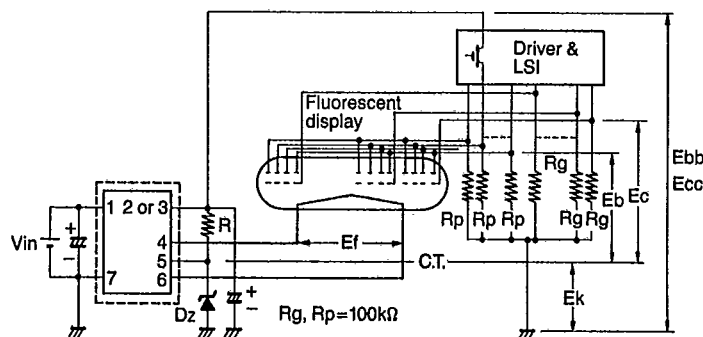 Driver &
LSI
Fluorescent
display
Ebb
Ecc
Rg
Eb
Ec
Rp
Rp
Rp
Rg
Rg
1
2 or 3
Vin
+
-
R
4
Ef
5
C.T.
7
6
Ek
Dz
+
-
Rg, Rp=100kΩ